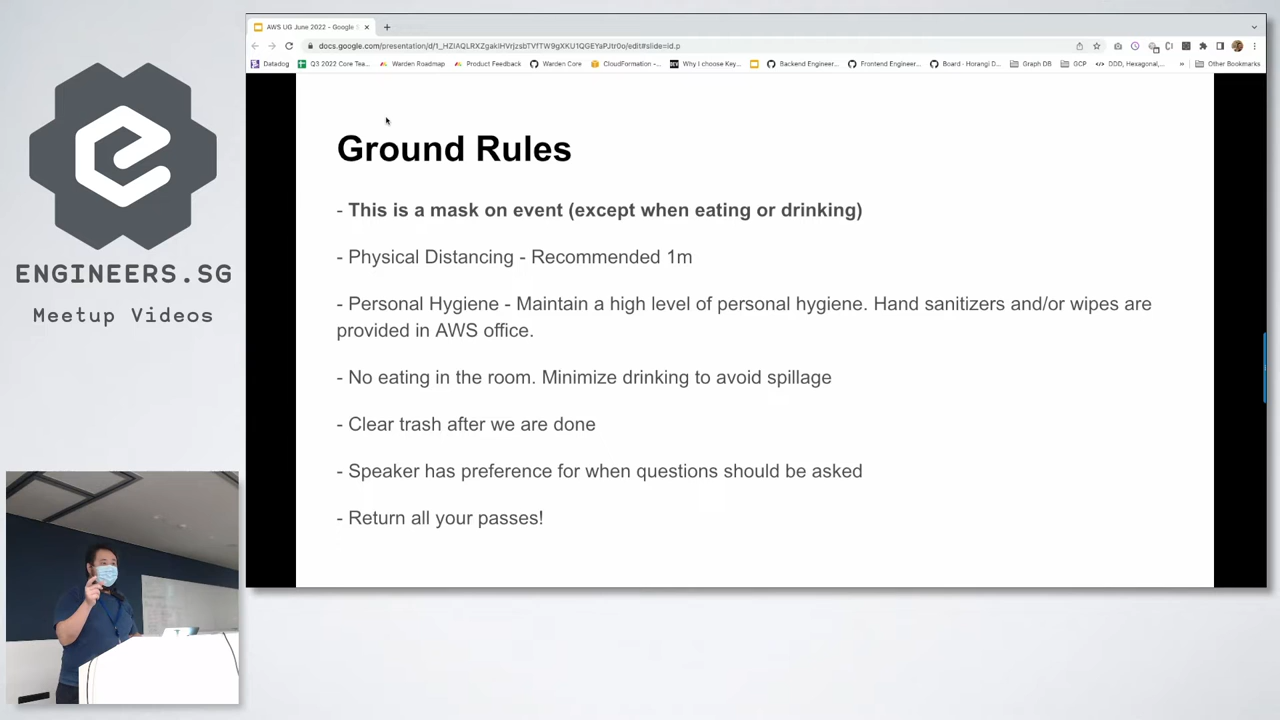 AWS UG June 2022 - Google S
docs.google.com/presentation/d/1_HZIAQLRXZgakIHVrjzsbTVfTW9gXKU1QGEYaPJtr0o/edit#slide=id.p
Datadog
Q3 2022 Core Tea...
Warden Roadmap
Product Feedback
Warden Core
CloudFormation -...
Why I choose Key...
Backend Engineer...
Frontend Engineer...
Board · Horangi D...
Graph DB
GCP
DDD, Hexagonal,...
Other Bookmarks
Ground Rules
- This is a mask on event (except when eating or drinking)
- Physical Distancing - Recommended 1m
- Personal Hygiene - Maintain a high level of personal hygiene. Hand sanitizers and/or wipes are
provided in AWS office.
- No eating in the room. Minimize drinking to avoid spillage
- Clear trash after we are done
- Speaker has preference for when questions should be asked
- Return all your passes!
ENGINEERS.SG
Meetup Videos